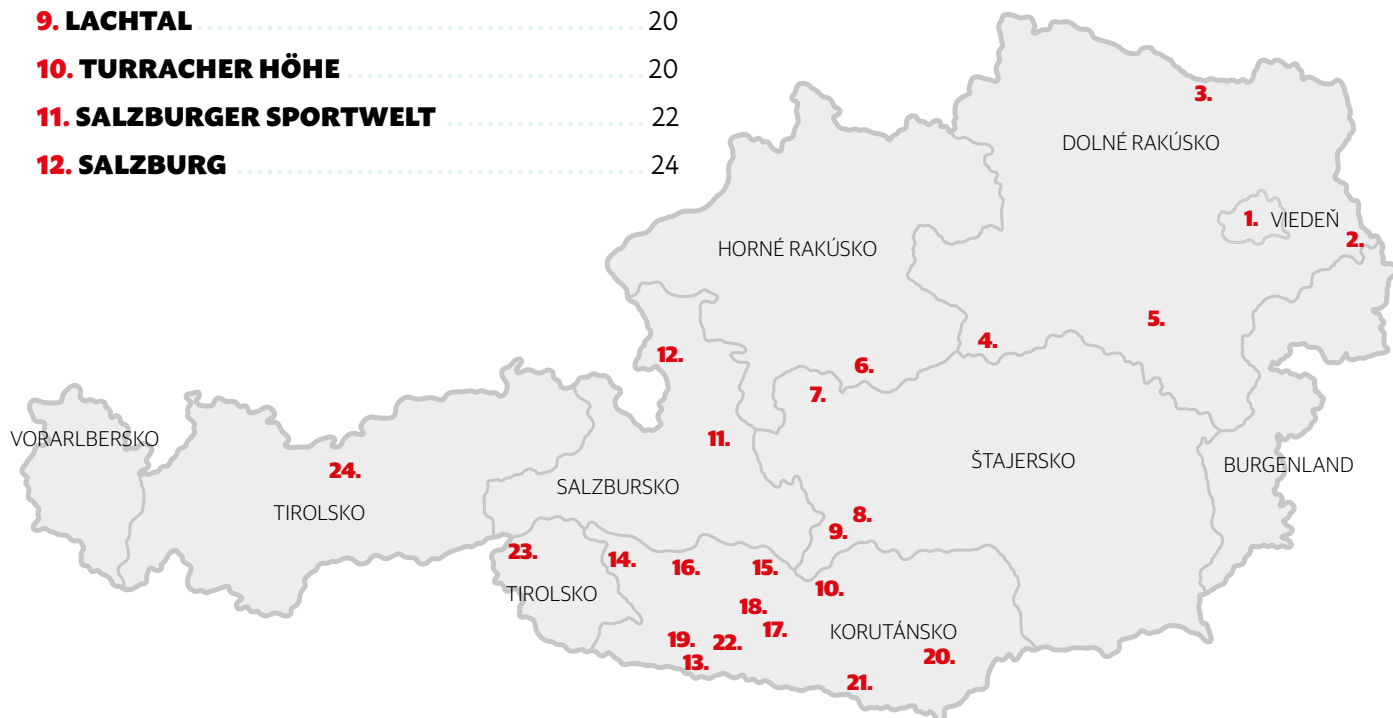 9. LACHTAL 20
10. TURRACHER HÖHE 20
11. SALZBURGER SPORTWELT 22
12. SALZBURG 24
3.
DOLNÉ RAKÚSKO
1. VIEDEŇ
2.
HORNÉ RAKÚSKO
5.
4.
12.
6.
7.
11.
VORARLBERSKO
ŠTAJERSKO
BURGENLAND
24.
SALZBURSKO
TIROLSKO
8.
9.
23.
14.
16.
15.
10.
TIROLSKO
18.
17.
KORUTÁNSKO
19.
22.
20.
13.
21.